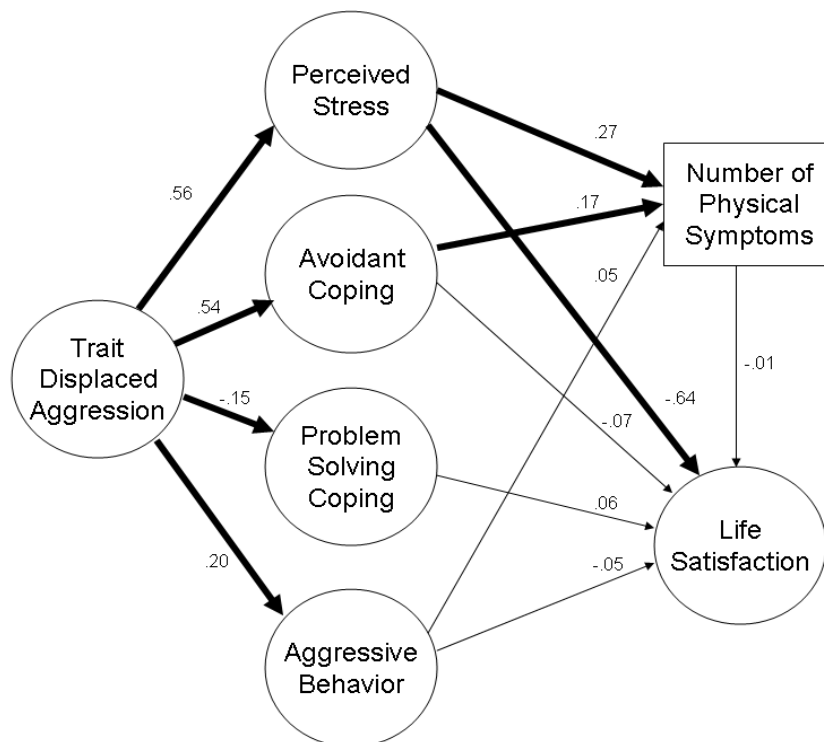 Perceived
Stress
.27
Number of
Physical
Symptoms
.56
.17
Avoidant
Coping
.05
.54
Trait
Displaced
Aggression
-.01
-.15
-.07
-.64
Problem
Solving
Coping
.06
Life
Satisfaction
.20
-.05
Aggressive
Behavior